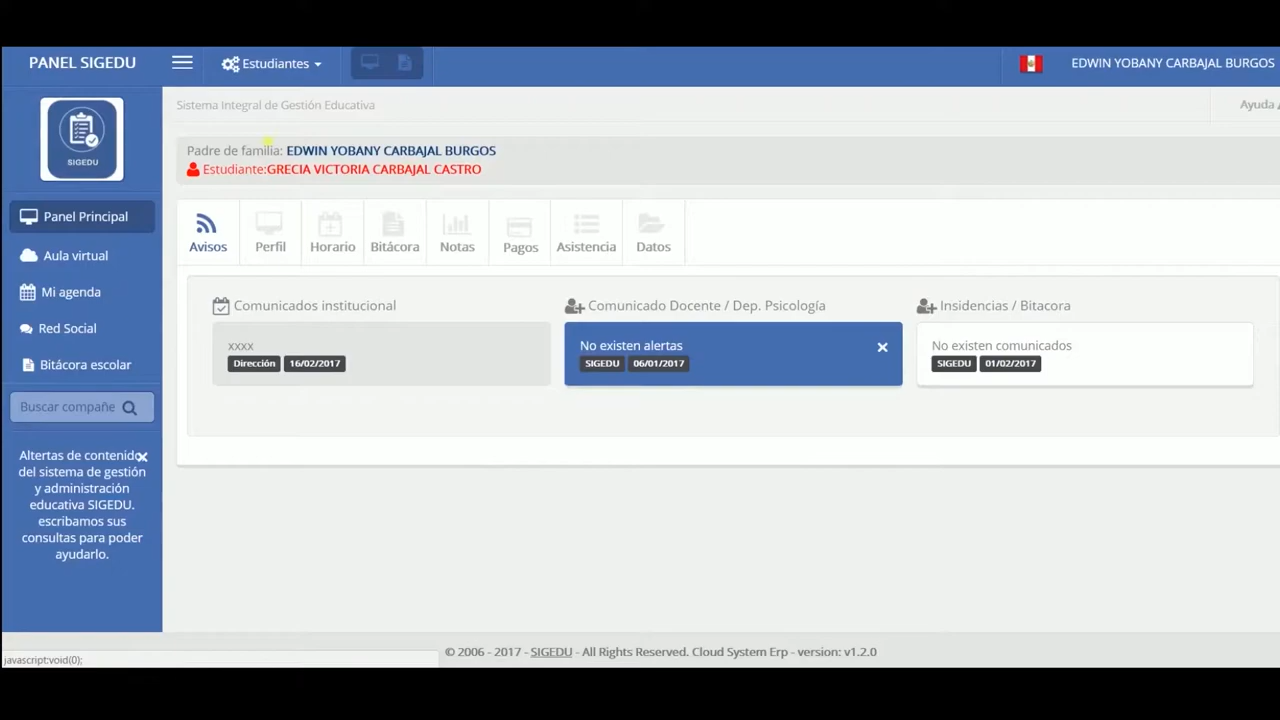 PANEL SIGEDU
Estudiantes
EDWIN YOBANY CARBAJAL BURGOS
SIGEDU
Sistema Integral de Gestión Educativa
Ayuda
Padre de familia: EDWIN YOBANY CARBAJAL BURGOS
Estudiante:GRECIA VICTORIA CARBAJAL CASTRO
Panel Principal
Aula virtual
Mi agenda
Red Social
Bitácora escolar
Buscar compañe
Altertas de contenido
del sistema de gestión
y administración
educativa SIGEDU.
escribamos sus
consultas para poder
ayudarlo.
Avisos Perfil Horario Bitácora Notas Pagos Asistencia Datos
Comunicados institucional
xxxx
Dirección 16/02/2017
Comunicado Docente / Dep. Psicología
No existen alertas
SIGEDU 06/01/2017
Insidencias / Bitacora
No existen comunicados
SIGEDU 01/02/2017
© 2006 - 2017 - SIGEDU - All Rights Reserved. Cloud System Erp - version: v1.2.0
javascript:void(0);